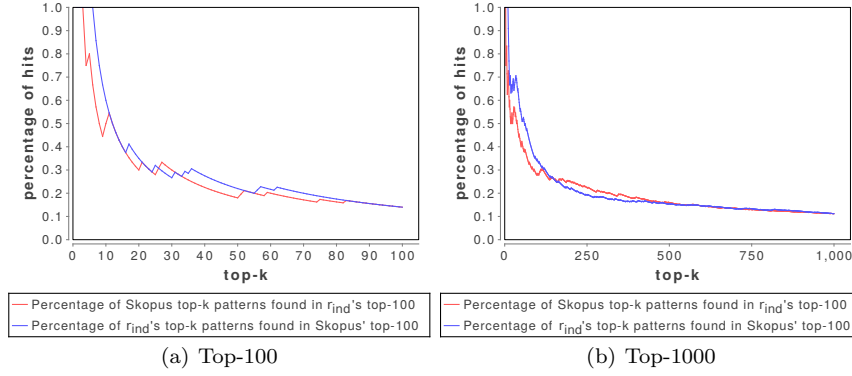 1.0
0.9
0.8
0.7
0.6
0.5
0.4
0.3
0.2
0.1
0.0
percentage of hits
0 10 20 30 40 50 60 70 80 90 100
top-k
Percentage of Skopus top-k patterns found in rind's top-100
Percentage of rind's top-k patterns found in Skopus' top-100
(a) Top-100
1.0
0.9
0.8
0.7
0.6
0.5
0.4
0.3
0.2
0.1
0.0
percentage of hits
0 250 500 750 1,000
top-k
Percentage of Skopus top-k patterns found in rind's top-100
Percentage of rind's top-k patterns found in Skopus' top-100
(b) Top-1000